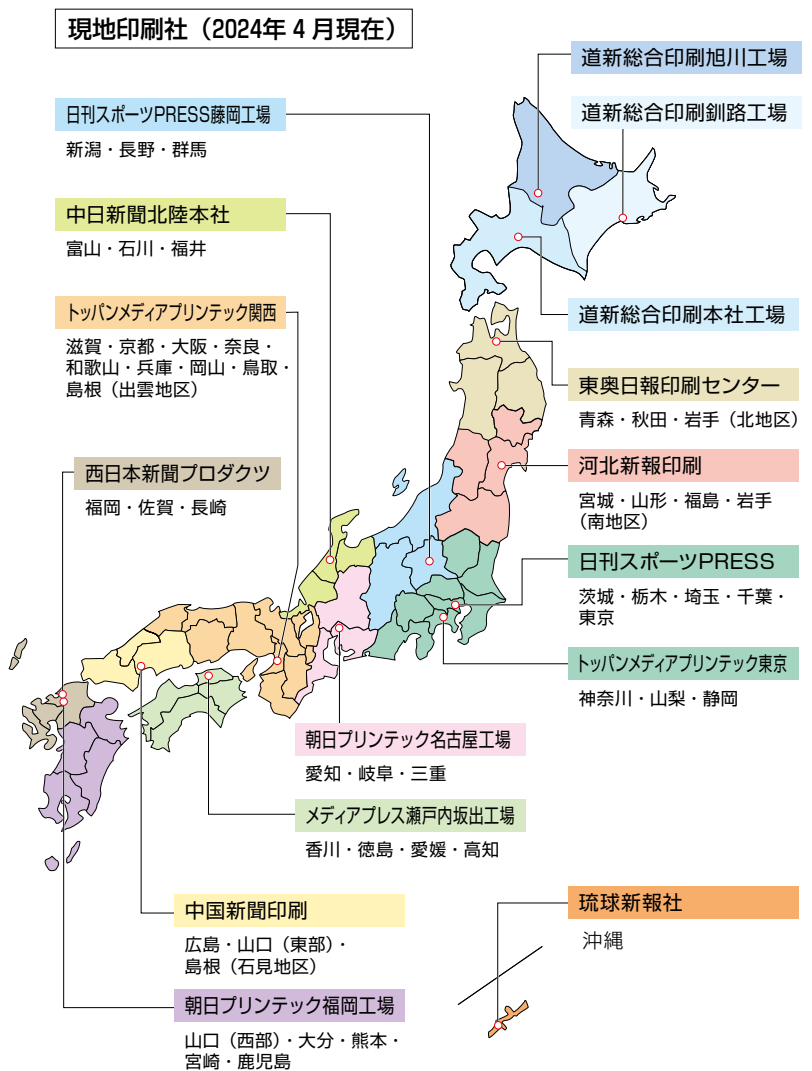 現地印刷社（2024年4月現在）
道新総合印刷旭川工場
道新総合印刷釧路工場
日刊スポーツPRESS藤岡工場
新潟・長野・群馬
中日新聞北陸本社
富山・石川・福井
トッパンメディアプリンテック関西
滋賀・京都・大阪・奈良・
和歌山・兵庫・岡山・鳥取・
島根（出雲地区）
道新総合印刷本社工場
東奥日報印刷センター
青森・秋田・岩手（北地区）
西日本新聞プロダクツ
福岡・佐賀・長崎
河北新報印刷
宮城・山形・福島・岩手
（南地区）
日刊スポーツPRESS
茨城・栃木・埼玉・千葉・
東京
トッパンメディアプリンテック東京
神奈川・山梨・静岡
朝日プリンテック名古屋工場
愛知・岐阜・三重
メディアプレス瀬戸内坂出工場
香川・徳島・愛媛・高知
中国新聞印刷
広島・山口（東部）・
島根（石見地区）
琉球新報社
沖縄
朝日プリンテック福岡工場
山口（西部）・大分・熊本・
宮崎・鹿児島